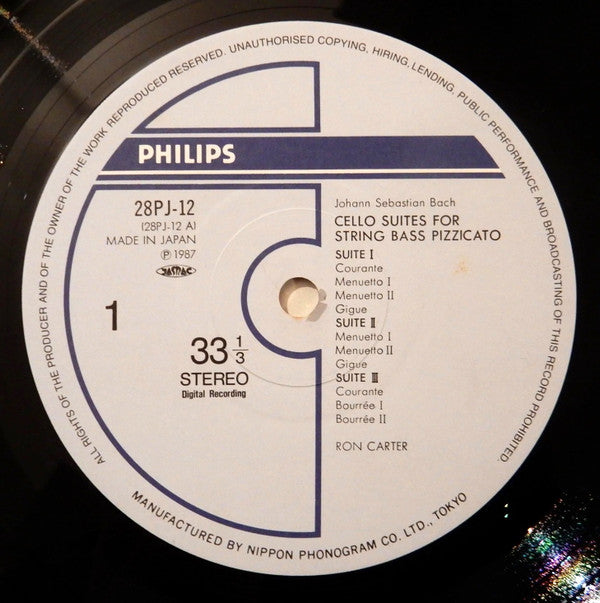 ALL RIGHTS OF THE PRODUCER AND OF THE OWNER OF THE WORK REPRODUCED RESERVED. UNAUTHORISED COPYING, HIRING, LENDING, PUBLIC PERFORMANCE AND BROADCASTING OF THIS RECORD PROHIBITED.
PHILIPS
28PJ-12
(28PJ-12 A)
MADE IN JAPAN
Ⓟ 1987
JASRAC
1
33 1/3
STEREO
Digital Recording
Johann Sebastian Bach
CELLO SUITES FOR
STRING BASS PIZZICATO
SUITE I
Courante
Menuetto I
Menuetto II
Gigue
SUITE II
Menuetto I
Menuetto II
Gigue
SUITE III
Courante
Bourrée I
Bourrée II
RON CARTER
MANUFACTURED BY NIPPON PHONOGRAM CO. LTD., TOKYO